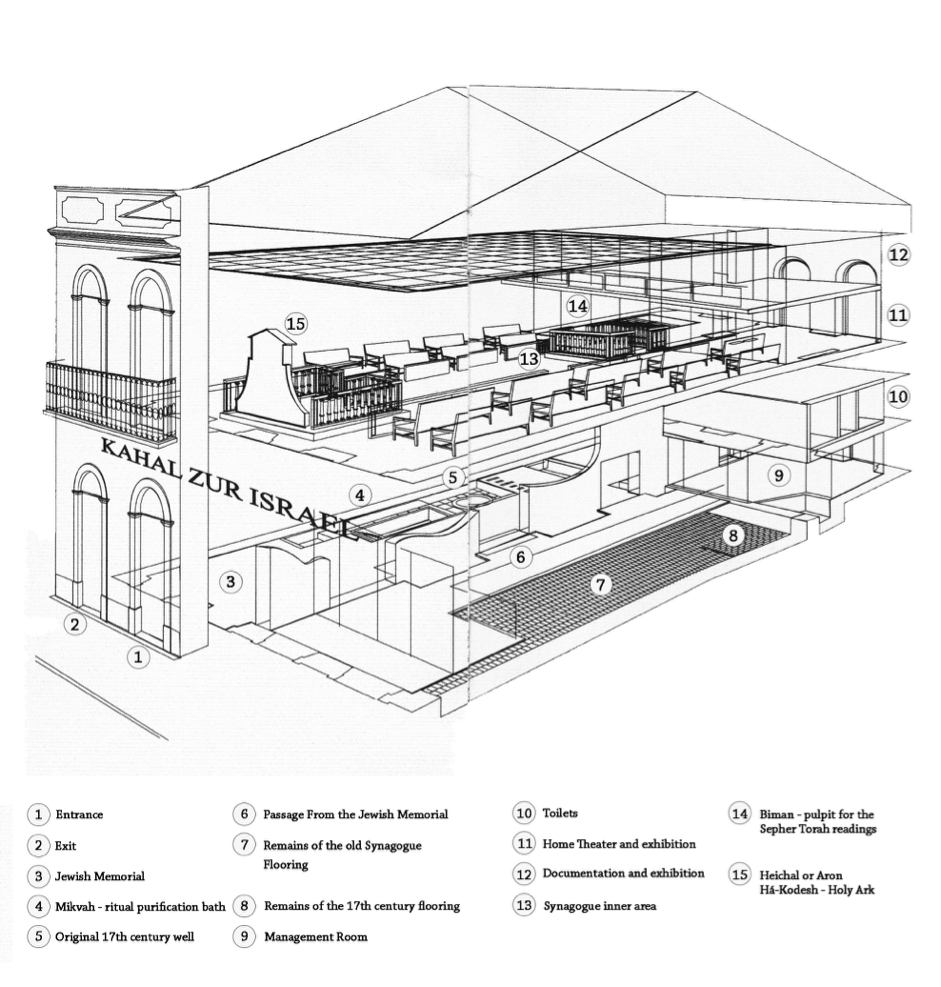 12
15
14
11
13
10
KAHAL ZUR ISRAEL
5
9
4
8
6
3
7
2
1
1 Entrance
2 Exit
3 Jewish Memorial
4 Mikvah - ritual purification bath
5 Original 17th century well
6 Passage From the Jewish Memorial
7 Remains of the old Synagogue
Flooring
8 Remains of the 17th century flooring
9 Management Room
10 Toilets
11 Home Theater and exhibition
12 Documentation and exhibition
13 Synagogue inner area
14 Biman - pulpit for the
Sepher Torah readings
15 Heichal or Aron
Há-Kodesh - Holy Ark